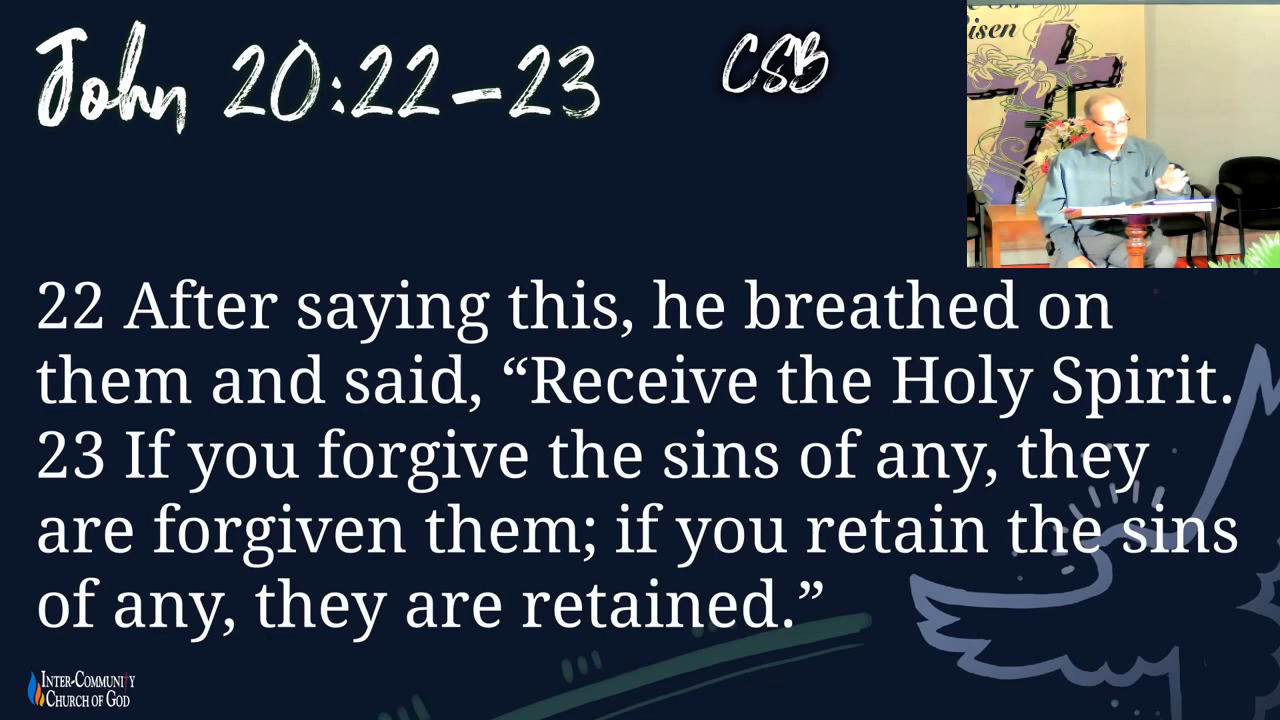 John 20:22-23
CSB
isen
22 After saying this, he breathed on
them and said, “Receive the Holy Spirit.
23 If you forgive the sins of any, they
are forgiven them; if you retain the sins
of any, they are retained.”
INTER-COMMUNITY
CHURCH OF GOD